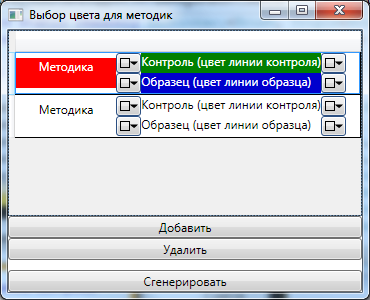 Выбор цвета для методик
Методика
Контроль (цвет линии контроля)
Образец (цвет линии образца)
Методика
Контроль (цвет линии контроля)
Образец (цвет линии образца)
Добавить
Удалить
Сгенерировать